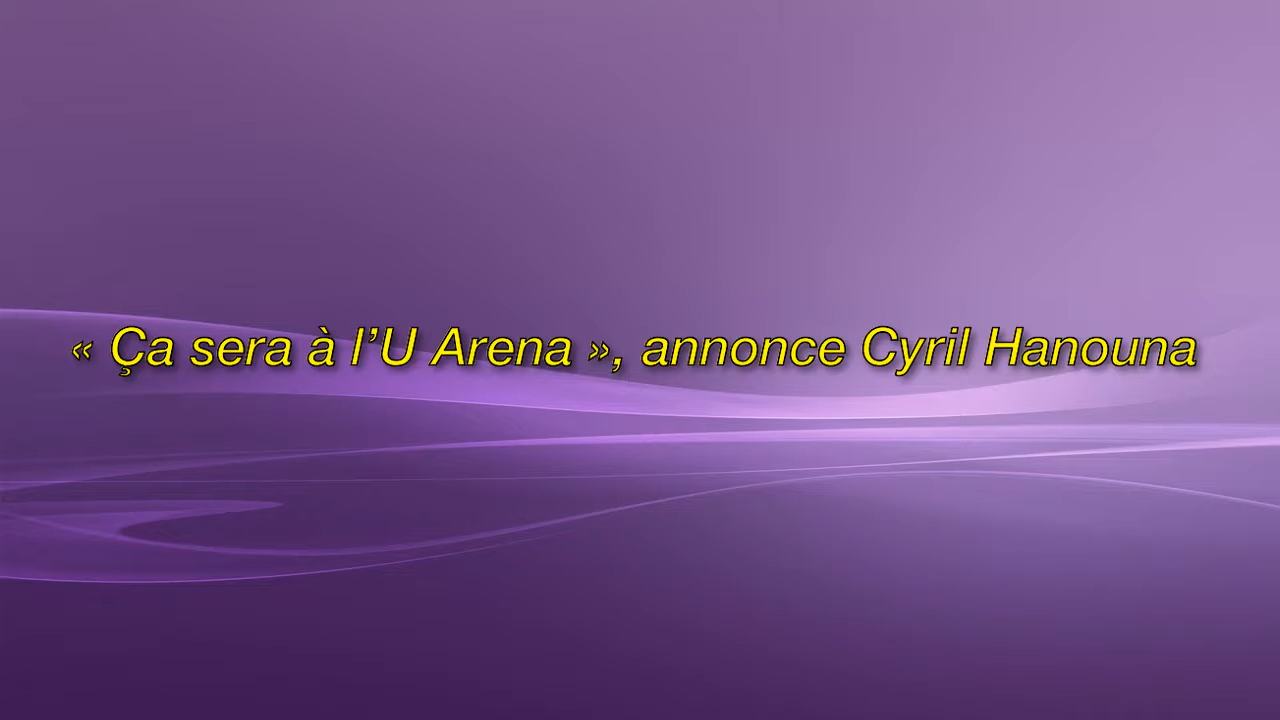 « Ça sera à l’U Arena », annonce Cyril Hanouna